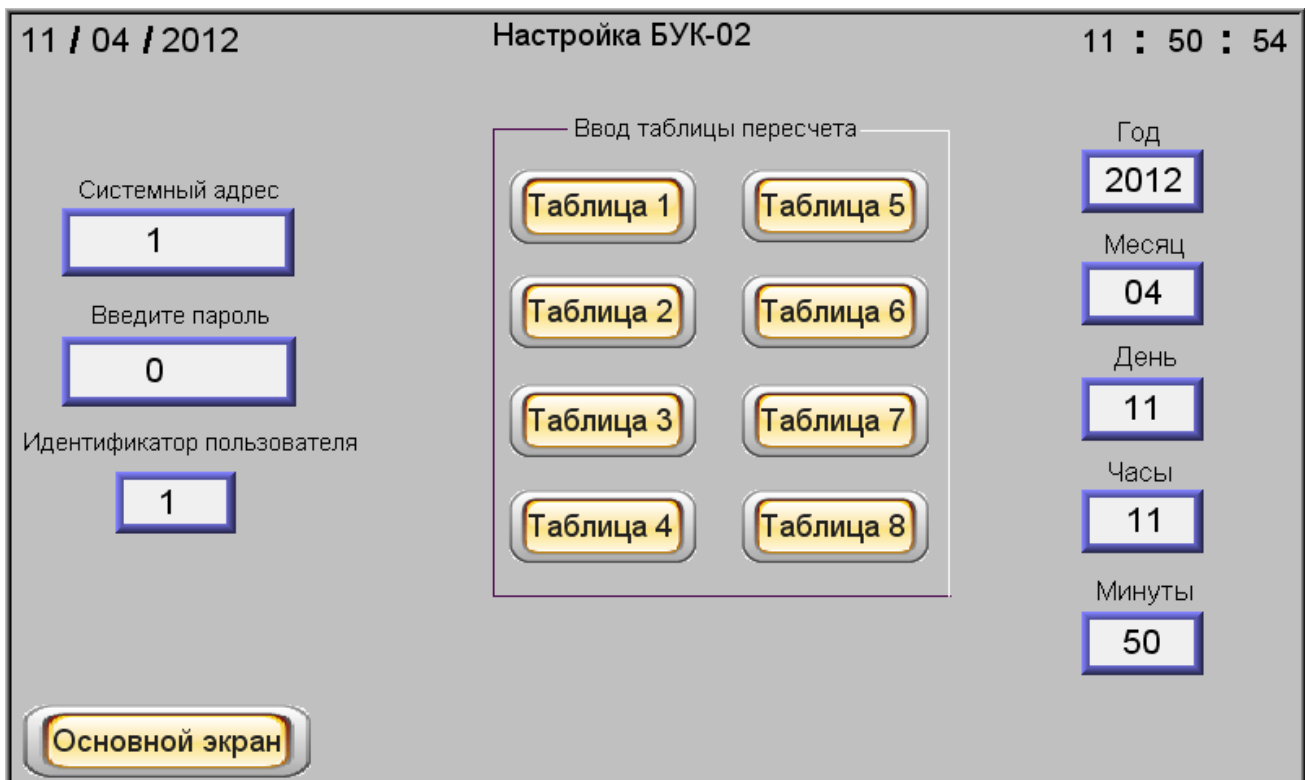 11 / 04 / 2012
Настройка БУК-02
11 : 50 : 54
Системный адрес
1
Введите пароль
0
Идентификатор пользователя
1
Ввод таблицы пересчета
Таблица 1
Таблица 5
Таблица 2
Таблица 6
Таблица 3
Таблица 7
Таблица 4
Таблица 8
Год
2012
Месяц
04
День
11
Часы
11
Минуты
50
Основной экран